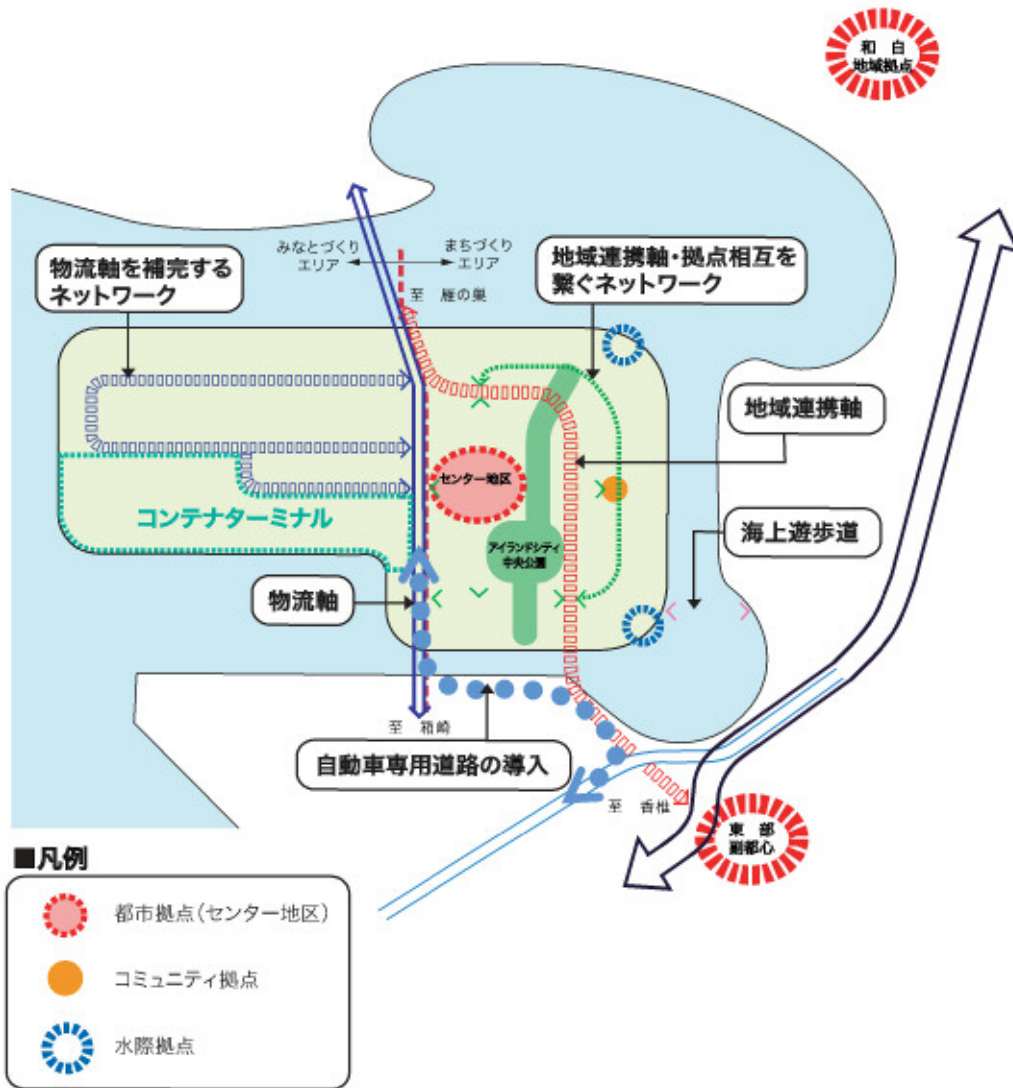 和 白
地域拠点
みなとづくり
エリア
まちづくり
エリア
物流軸を補完する
ネットワーク
地域連携軸・拠点相互を
繋ぐネットワーク
至 雁の巣
地域連携軸
センター地区
コンテナターミナル
海上遊歩道
アイランドシティ
中央公園
物流軸
至 箱崎
自動車専用道路の導入
至 香椎
東 部
副都心
■凡例
都市拠点(センター地区)
コミュニティ拠点
水際拠点